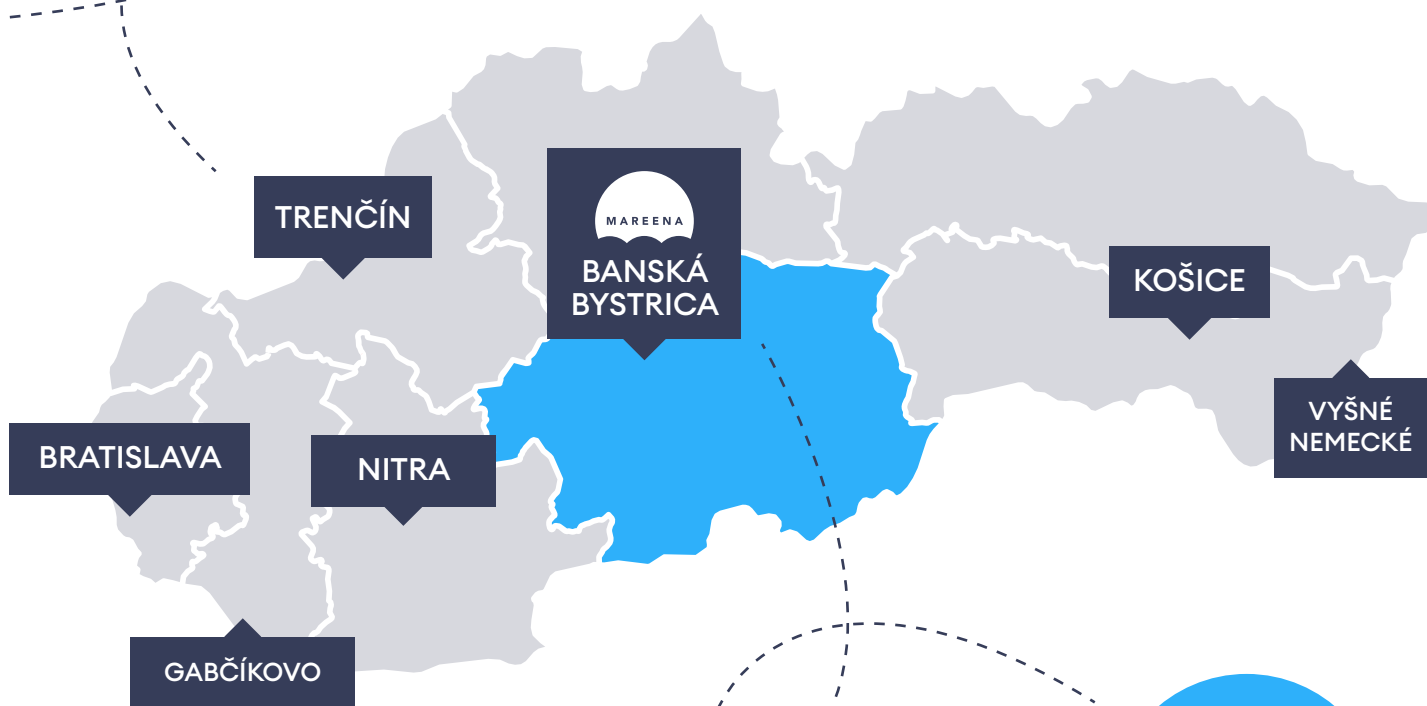 TRENČÍN
MAREENA
BANSKÁ
BYSTRICA
KOŠICE
VYŠNÉ
NEMECKÉ
BRATISLAVA
NITRA
GABČÍKOVO